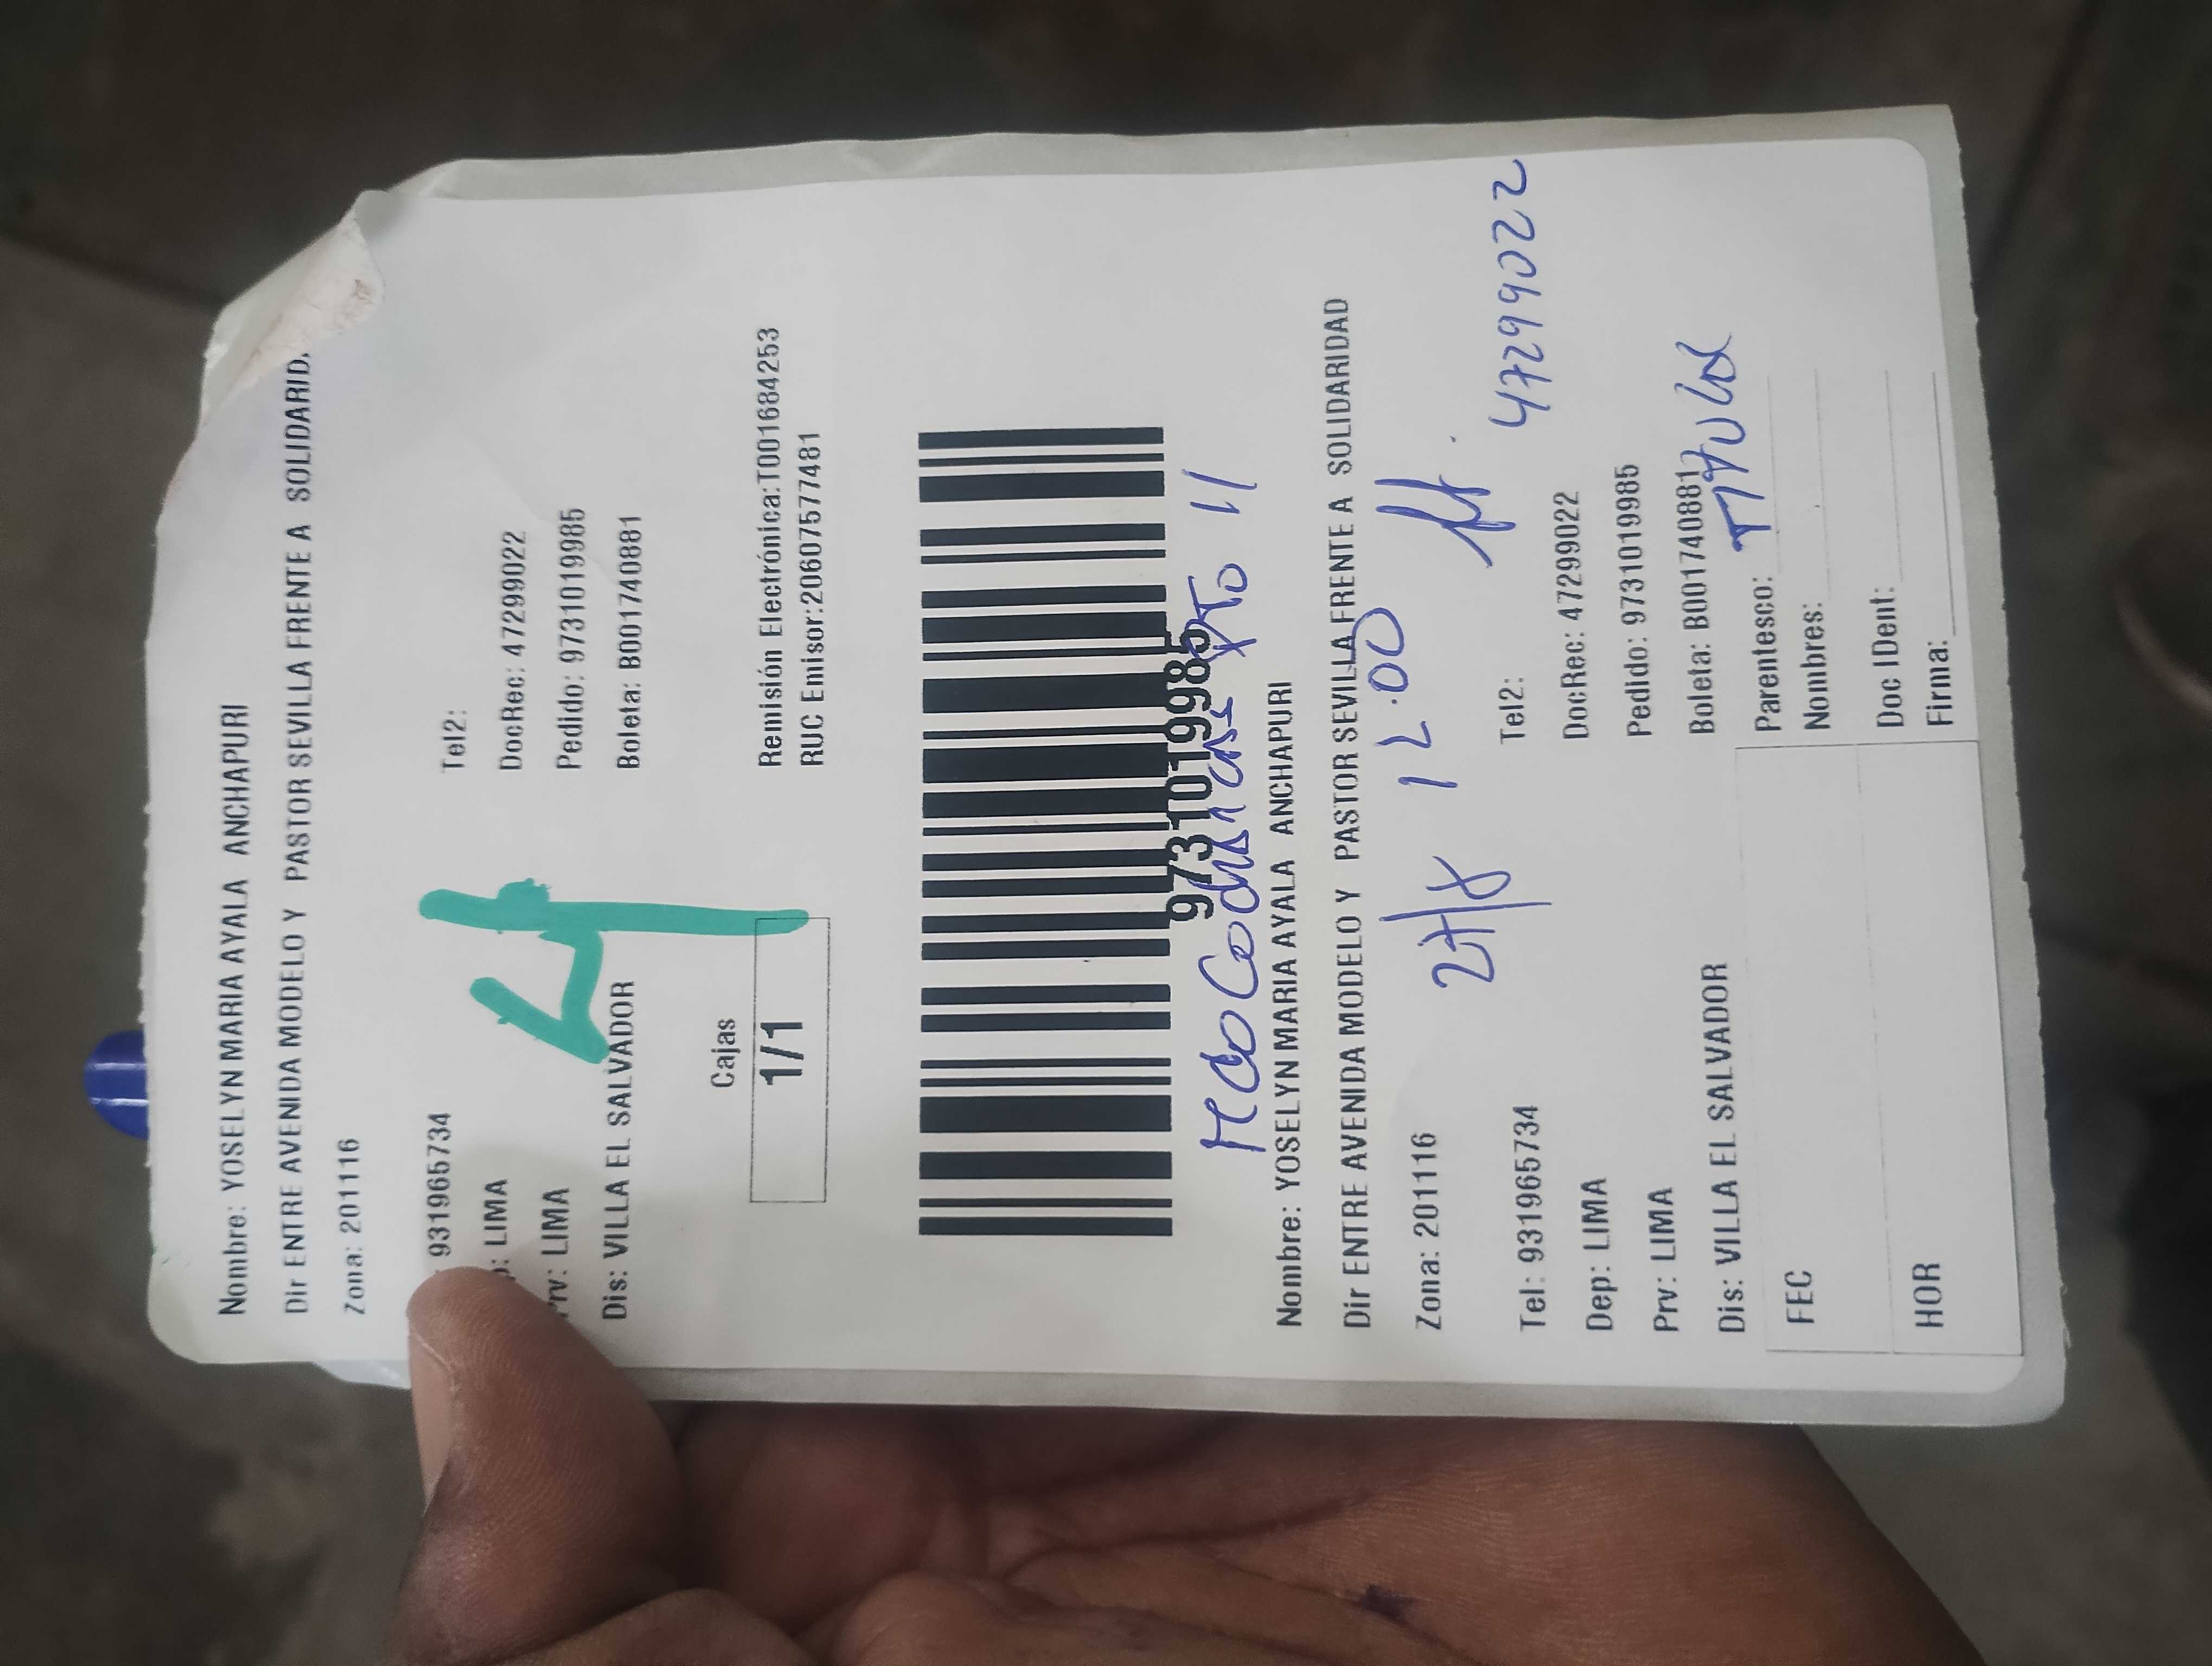 Nombre: YOSELYN MARIA AYALA ANCHAPURI
Dir ENTRE AVENIDA MODELO Y PASTOR SEVILLA FRENTE A SOLIDARID
Zona: 201116
931965734 Tel2:
p: LIMA DocRec: 47299022
Prv: LIMA Pedido: 97310199985
Dis: VILLA EL SALVADOR Boleta: B001740881
4
Cajas
1/1
Remisión Electrónica:T001684253
RUC Emisor:20607577481
9731019985
Pto 11
Nombre: YOSELYN MARIA AYALA ANCHAPURI
Dir ENTRE AVENIDA MODELO Y PASTOR SEVILLA FRENTE A SOLIDARIDAD
12:00
Zona: 201116
47299022
Tel: 931965734 Tel2:
Dep: LIMA DocRec: 47299022
Prv: LIMA Pedido: 9731019985
Dis: VILLA EL SALVADOR Boleta: B001740881
Titular
FEC Parentesco:
Nombres:
HOR Doc IDent:
Firma: